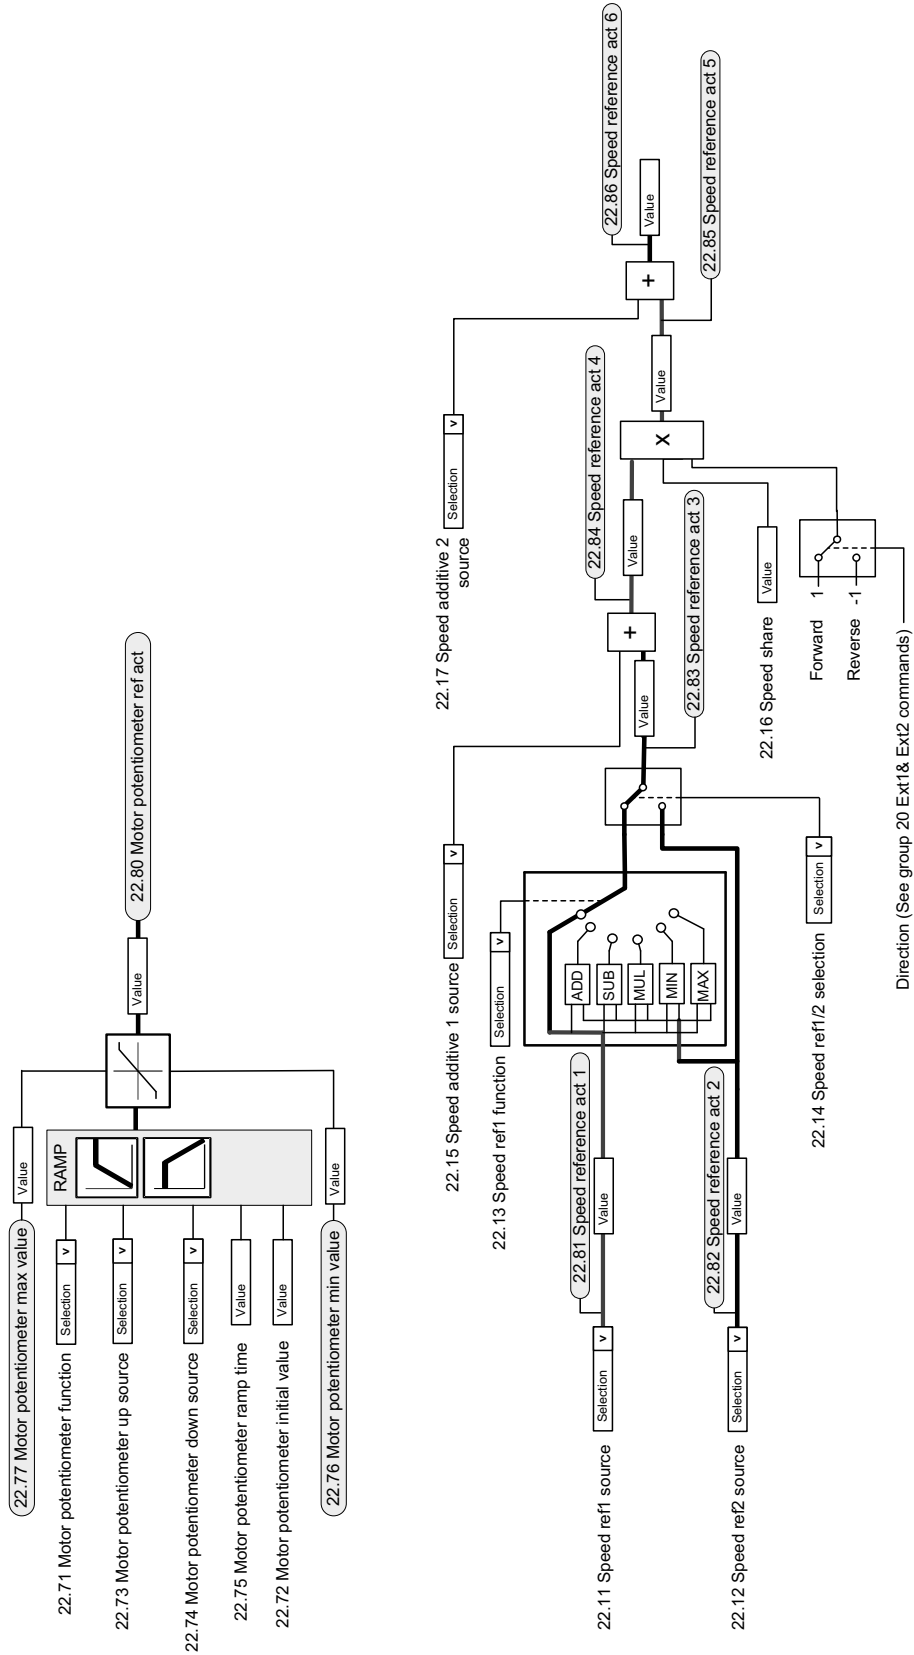 22.77 Motor potentiometer max value
Value
22.71 Motor potentiometer function
Selection
v
RAMP
22.73 Motor potentiometer up source
Selection
v
22.80 Motor potentiometer ref act
Value
22.74 Motor potentiometer down source
Selection
v
22.75 Motor potentiometer ramp time
Value
22.72 Motor potentiometer initial value
Value
22.76 Motor potentiometer min value
Value
22.17 Speed additive 2
source
Selection
v
22.15 Speed additive 1 source
Selection
v
22.13 Speed ref1 function
Selection
v
22.81 Speed reference act 1
22.11 Speed ref1 source
Selection
v
Value
ADD
SUB
MUL
MIN
MAX
22.82 Speed reference act 2
22.12 Speed ref2 source
Selection
v
Value
22.14 Speed ref1/2 selection
Selection
v
22.83 Speed reference act 3
Value
+
22.84 Speed reference act 4
Value
x
22.16 Speed share
Value
Forward 1
Reverse -1
Direction (See group 20 Ext1& Ext2 commands)
Value
22.85 Speed reference act 5
+
22.86 Speed reference act 6
Value